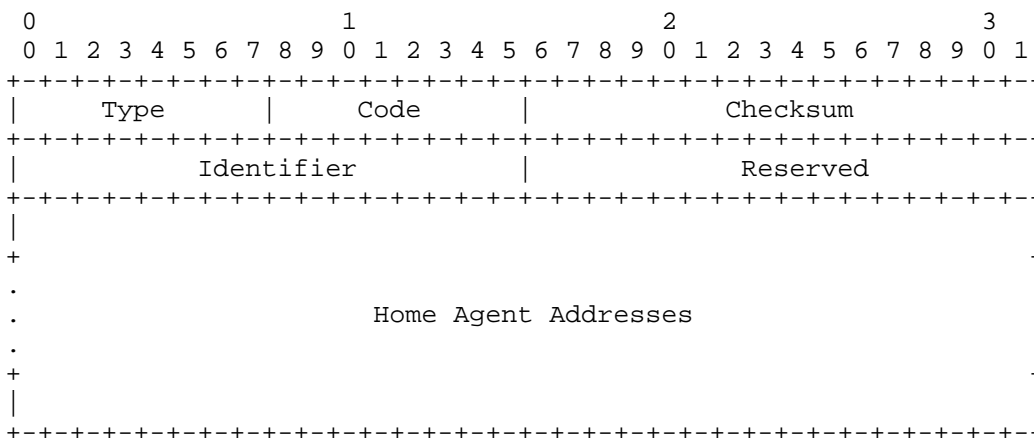 0                   1                   2                   3
0 1 2 3 4 5 6 7 8 9 0 1 2 3 4 5 6 7 8 9 0 1 2 3 4 5 6 7 8 9 0 1
+-+-+-+-+-+-+-+-+-+-+-+-+-+-+-+-+-+-+-+-+-+-+-+-+-+-+-+-+-+-+-+-
|     Type      |     Code      |            Checksum
+-+-+-+-+-+-+-+-+-+-+-+-+-+-+-+-+-+-+-+-+-+-+-+-+-+-+-+-+-+-+-+-
|           Identifier          |             Reserved
+-+-+-+-+-+-+-+-+-+-+-+-+-+-+-+-+-+-+-+-+-+-+-+-+-+-+-+-+-+-+-+-
|
+
.
.                      Home Agent Addresses
.
+
|
+-+-+-+-+-+-+-+-+-+-+-+-+-+-+-+-+-+-+-+-+-+-+-+-+-+-+-+-+-+-+-+-